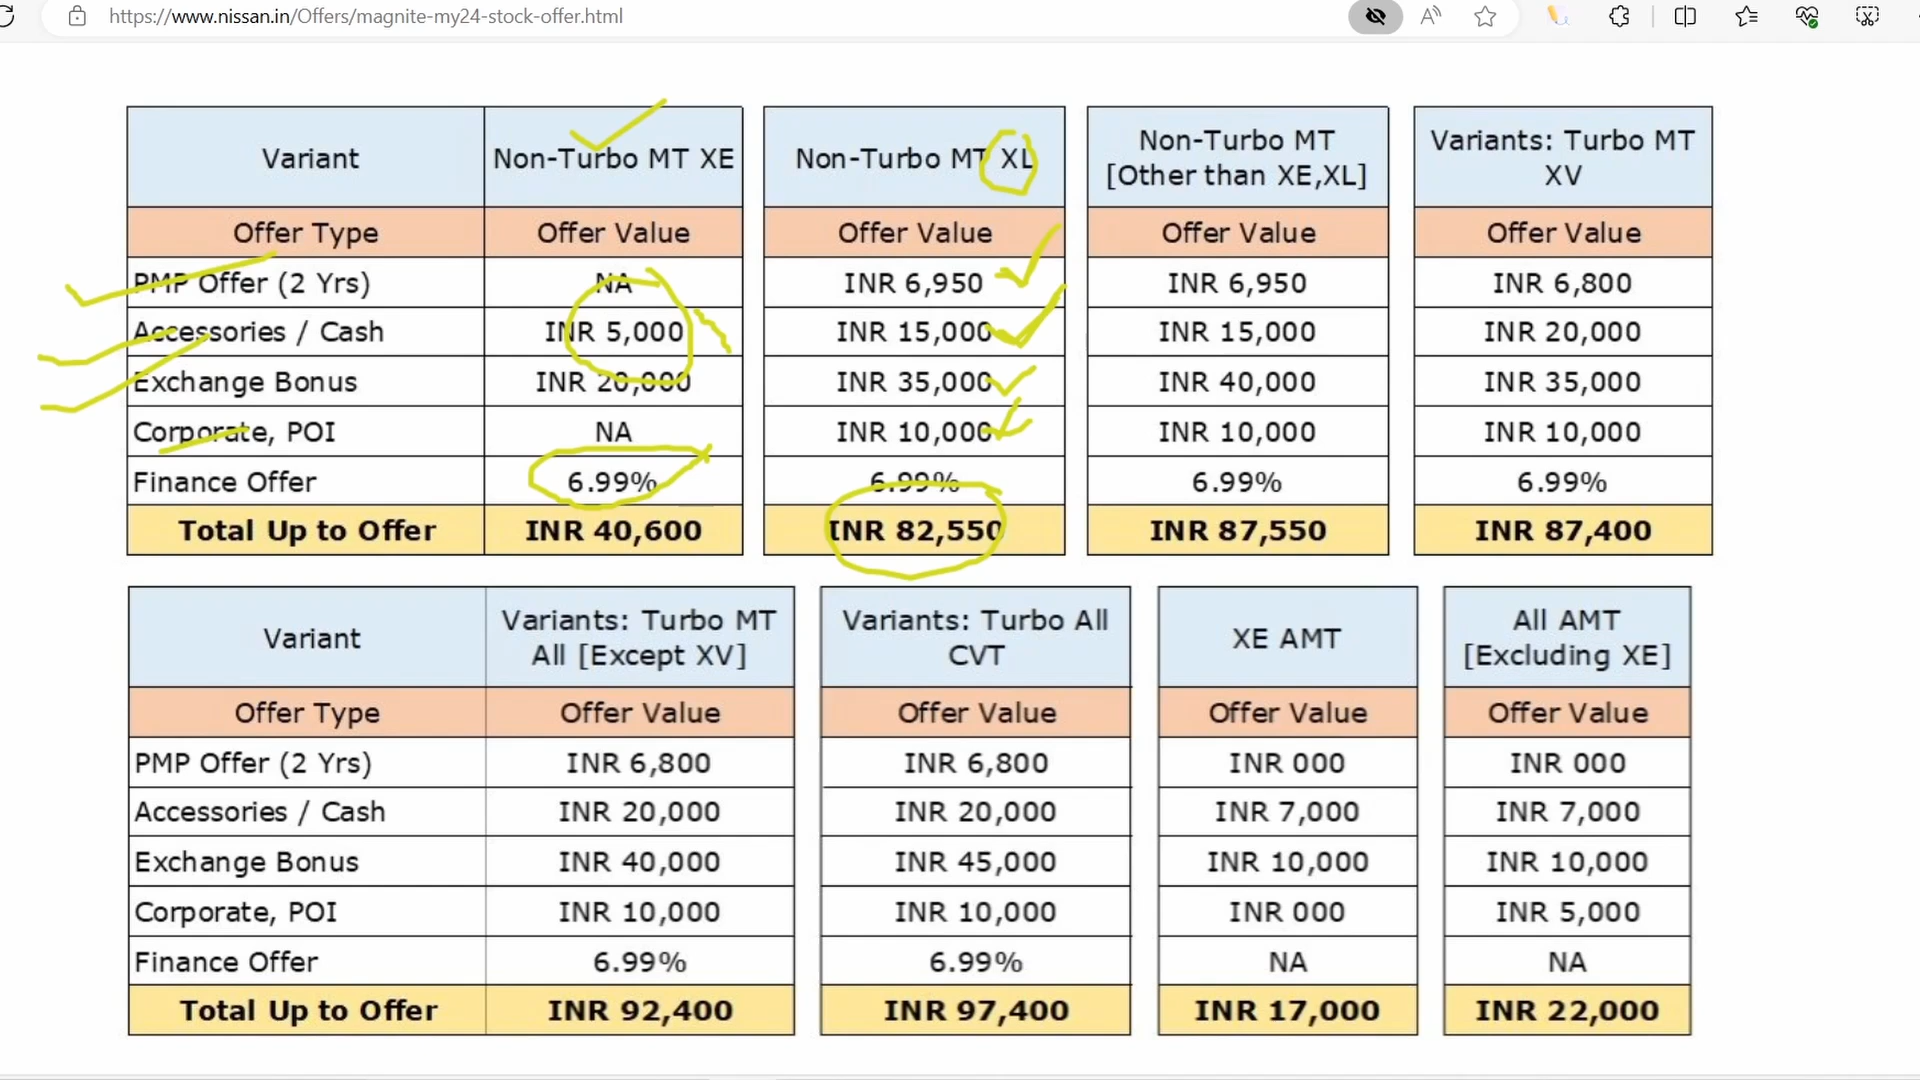 https://www.nissan.in/Offers/magnite-my24-stock-offer.html
Variant Non-Turbo MT XE Non-Turbo MT XL Non-Turbo MT [Other than XE,XL] Variants: Turbo MT XV
Offer Type Offer Value Offer Value Offer Value Offer Value
PMP Offer (2 Yrs) NA INR 6,950 INR 6,950 INR 6,800
Accessories / Cash INR 5,000 INR 15,000 INR 15,000 INR 20,000
Exchange Bonus INR 20,000 INR 35,000 INR 40,000 INR 35,000
Corporate, POI NA INR 10,000 INR 10,000 INR 10,000
Finance Offer 6.99% 6.99% 6.99% 6.99%
Total Up to Offer INR 40,600 INR 82,550 INR 87,550 INR 87,400
Variant Variants: Turbo MT All [Except XV] Variants: Turbo All CVT XE AMT All AMT [Excluding XE]
Offer Type Offer Value Offer Value Offer Value Offer Value
PMP Offer (2 Yrs) INR 6,800 INR 6,800 INR 000 INR 000
Accessories / Cash INR 20,000 INR 20,000 INR 7,000 INR 7,000
Exchange Bonus INR 40,000 INR 45,000 INR 10,000 INR 10,000
Corporate, POI INR 10,000 INR 10,000 INR 000 INR 5,000
Finance Offer 6.99% 6.99% NA NA
Total Up to Offer INR 92,400 INR 97,400 INR 17,000 INR 22,000